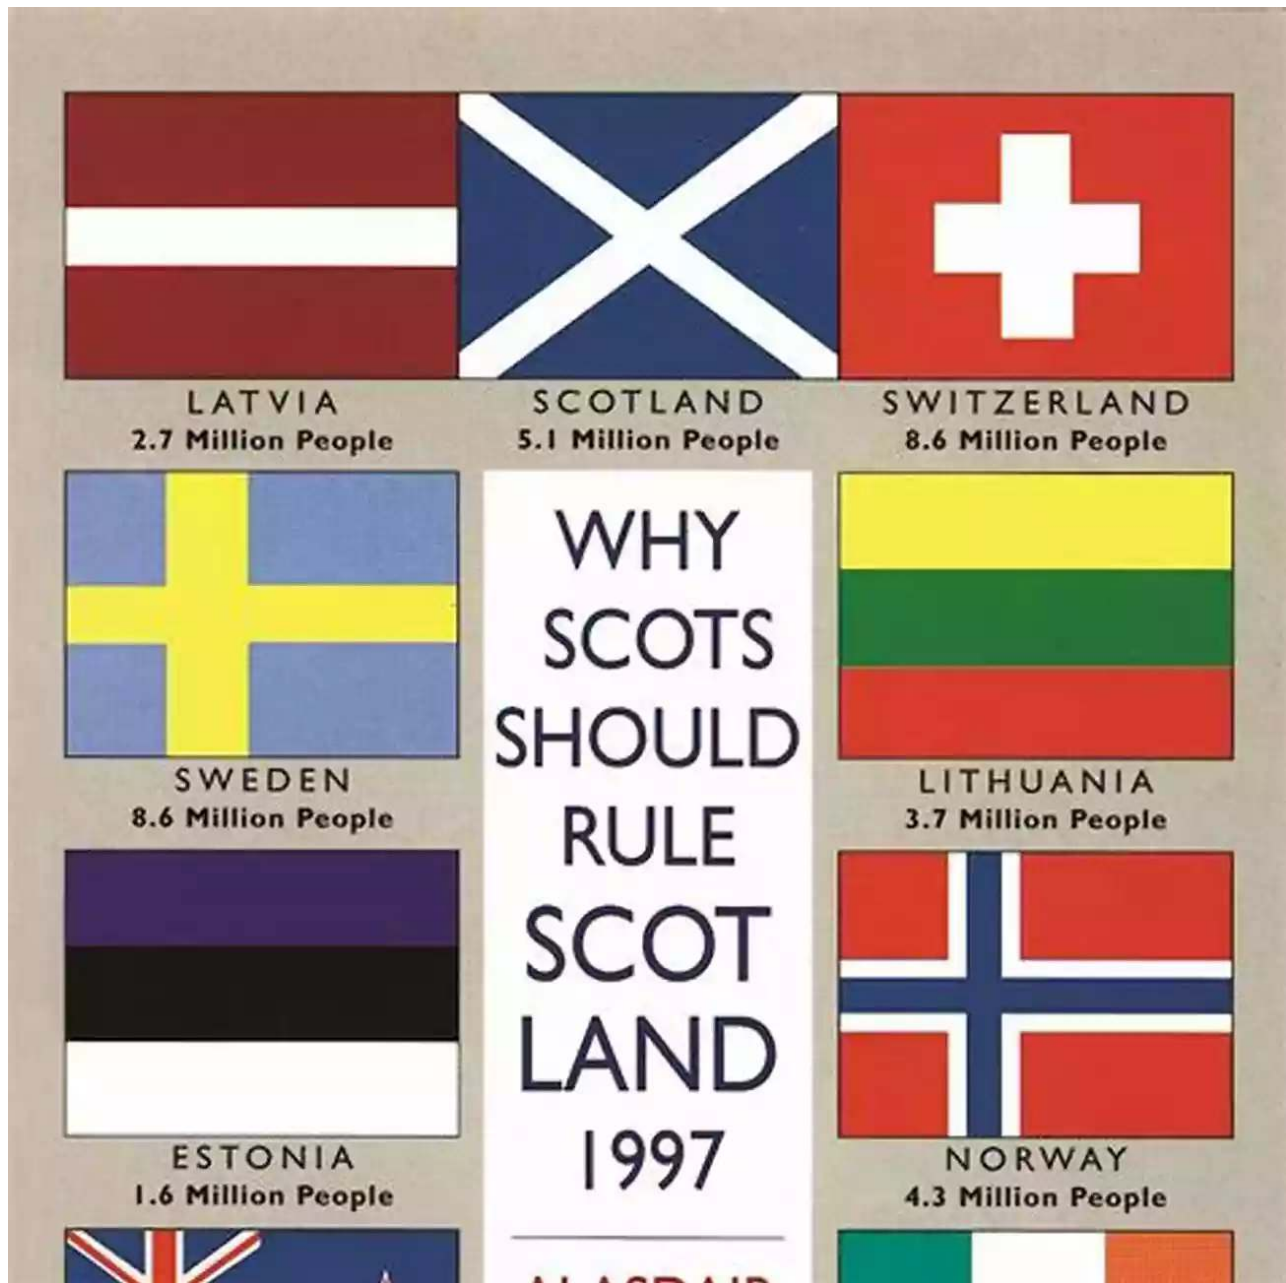 LATVIA
2.7 Million People
SCOTLAND
5.1 Million People
SWITZERLAND
8.6 Million People
SWEDEN
8.6 Million People
WHY
SCOTS
SHOULD
RULE
SCOT
LAND
1997
LITHUANIA
3.7 Million People
ESTONIA
1.6 Million People
NORWAY
4.3 Million People
ALASDAIR